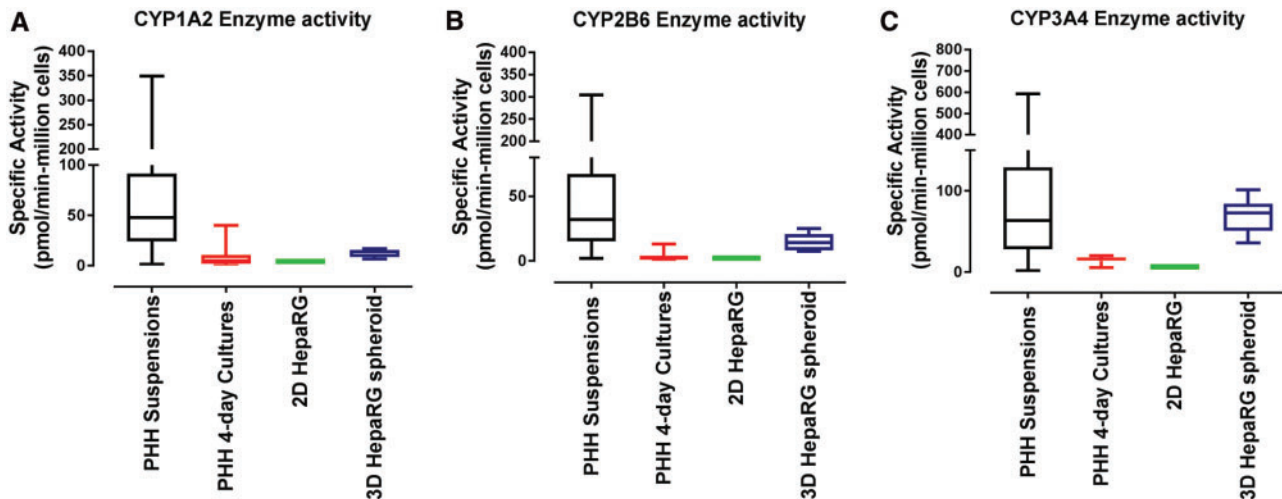 A
CYP1A2 Enzyme activity
Specific Activity
(pmol/min-million cells)
400
350
300
250
200
100
50
0
PHH Suspensions
PHH 4-day Cultures
2D HepaRG
3D HepaRG spheroid
B
CYP2B6 Enzyme activity
Specific Activity
(pmol/min-million cells)
400
350
300
250
200
50
0
PHH Suspensions
PHH 4-day Cultures
2D HepaRG
3D HepaRG spheroid
C
CYP3A4 Enzyme activity
Specific Activity
(pmol/min-million cells)
800
700
600
500
400
100
0
PHH Suspensions
PHH 4-day Cultures
2D HepaRG
3D HepaRG spheroid